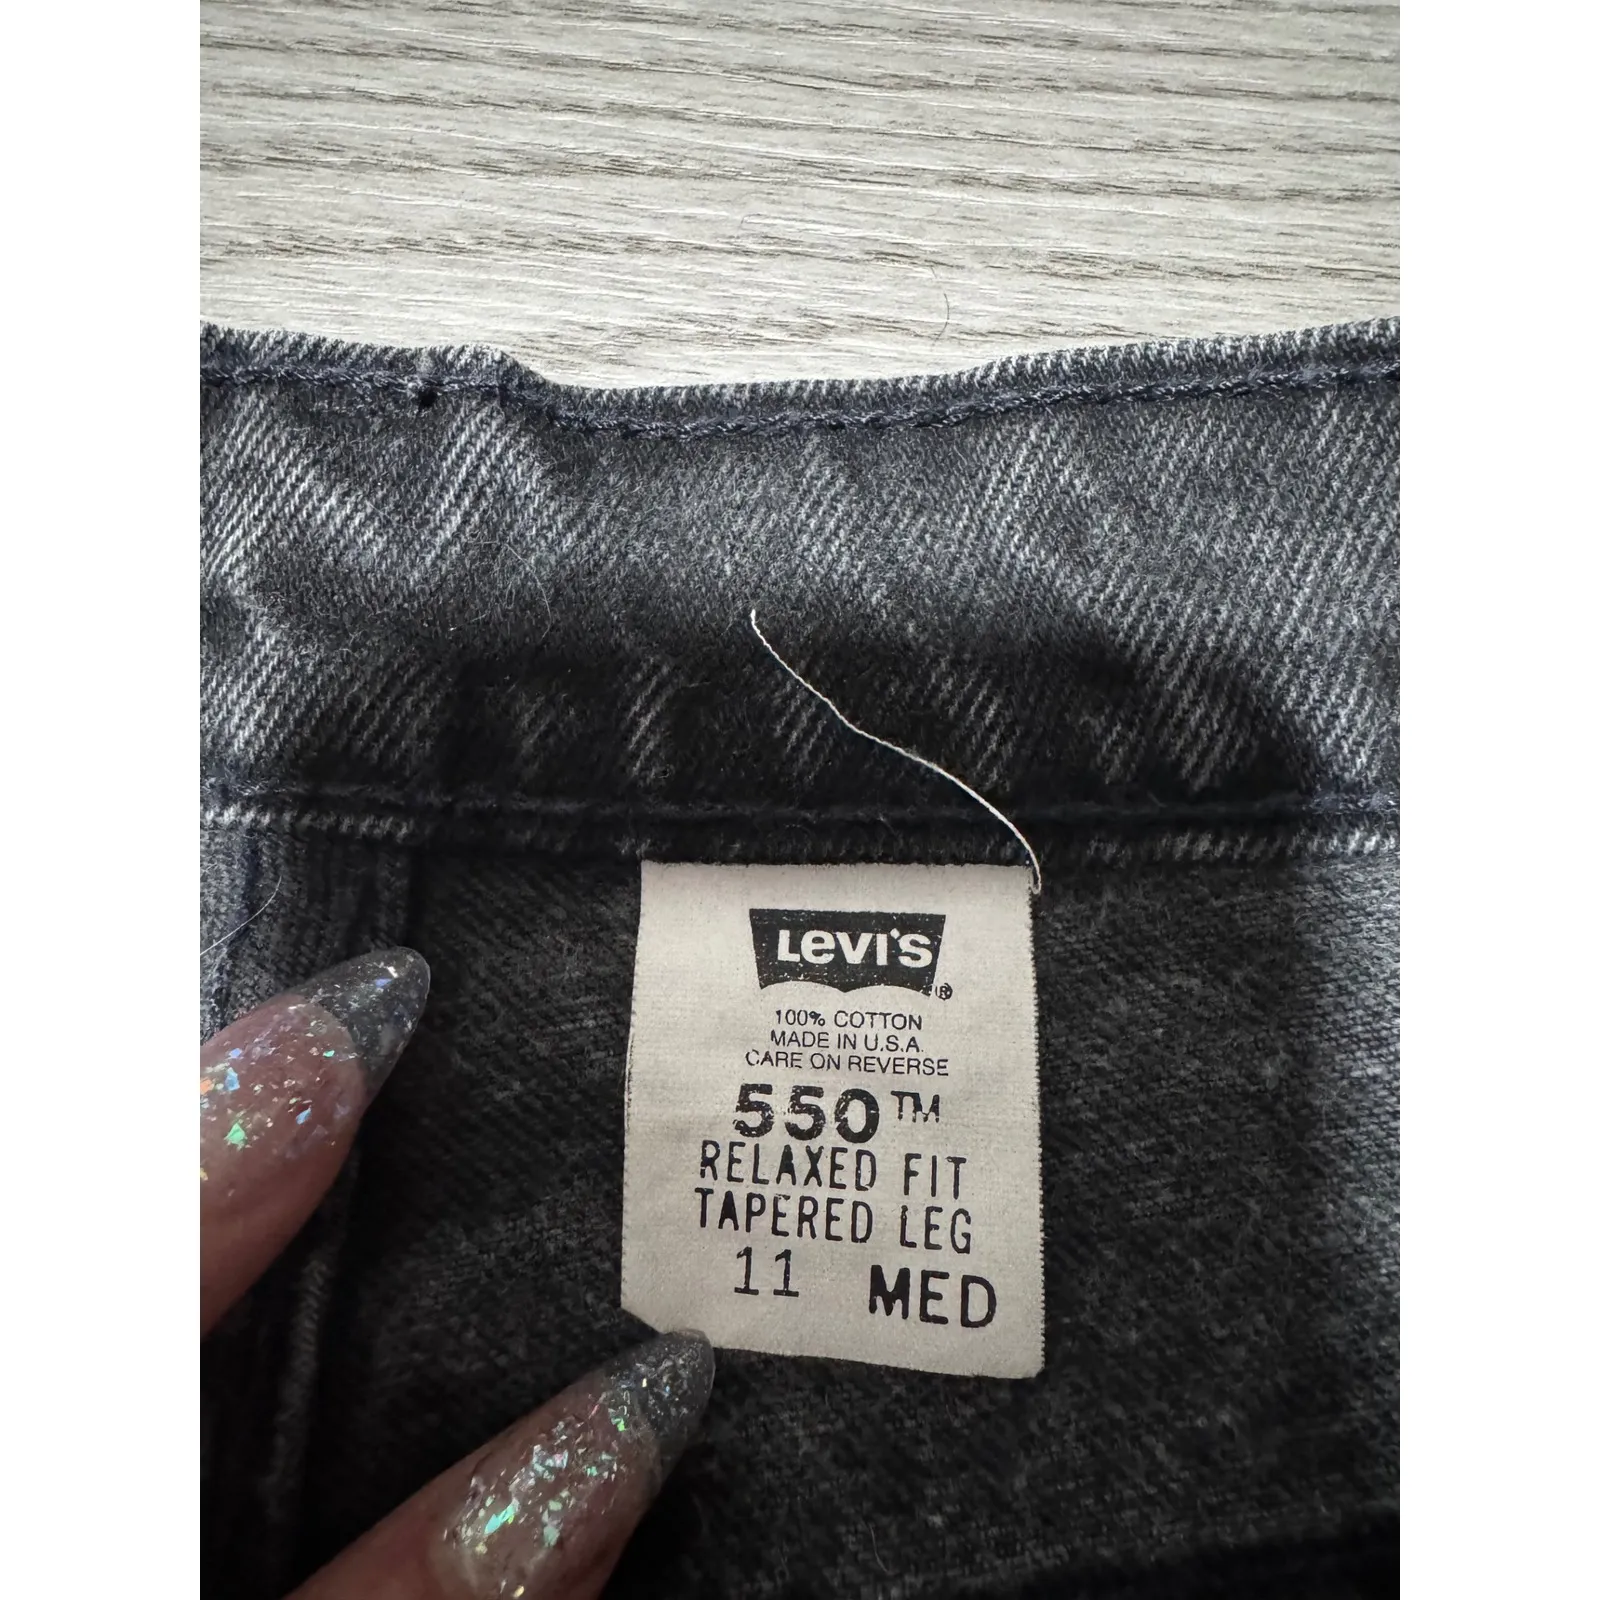 LEVI'S®
100% COTTON
MADE IN U.S.A.
CARE ON REVERSE
550™
RELAXED FIT
TAPERED LEG
11 MED